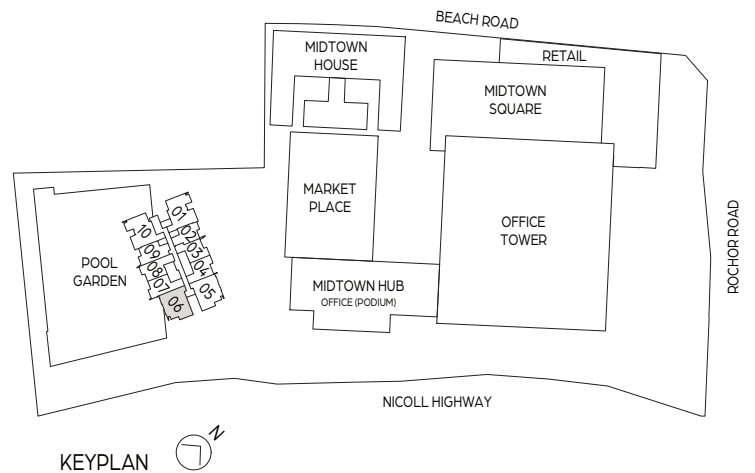 BEACH ROAD
MIDTOWN
HOUSE
RETAIL
MIDTOWN
SQUARE
MARKET
PLACE
OFFICE
TOWER
ROCHOR ROAD
01
02
03
04
05
10
09
08
07
06
POOL
GARDEN
MIDTOWN HUB
OFFICE (PODIUM)
NICOLL HIGHWAY
N
KEYPLAN